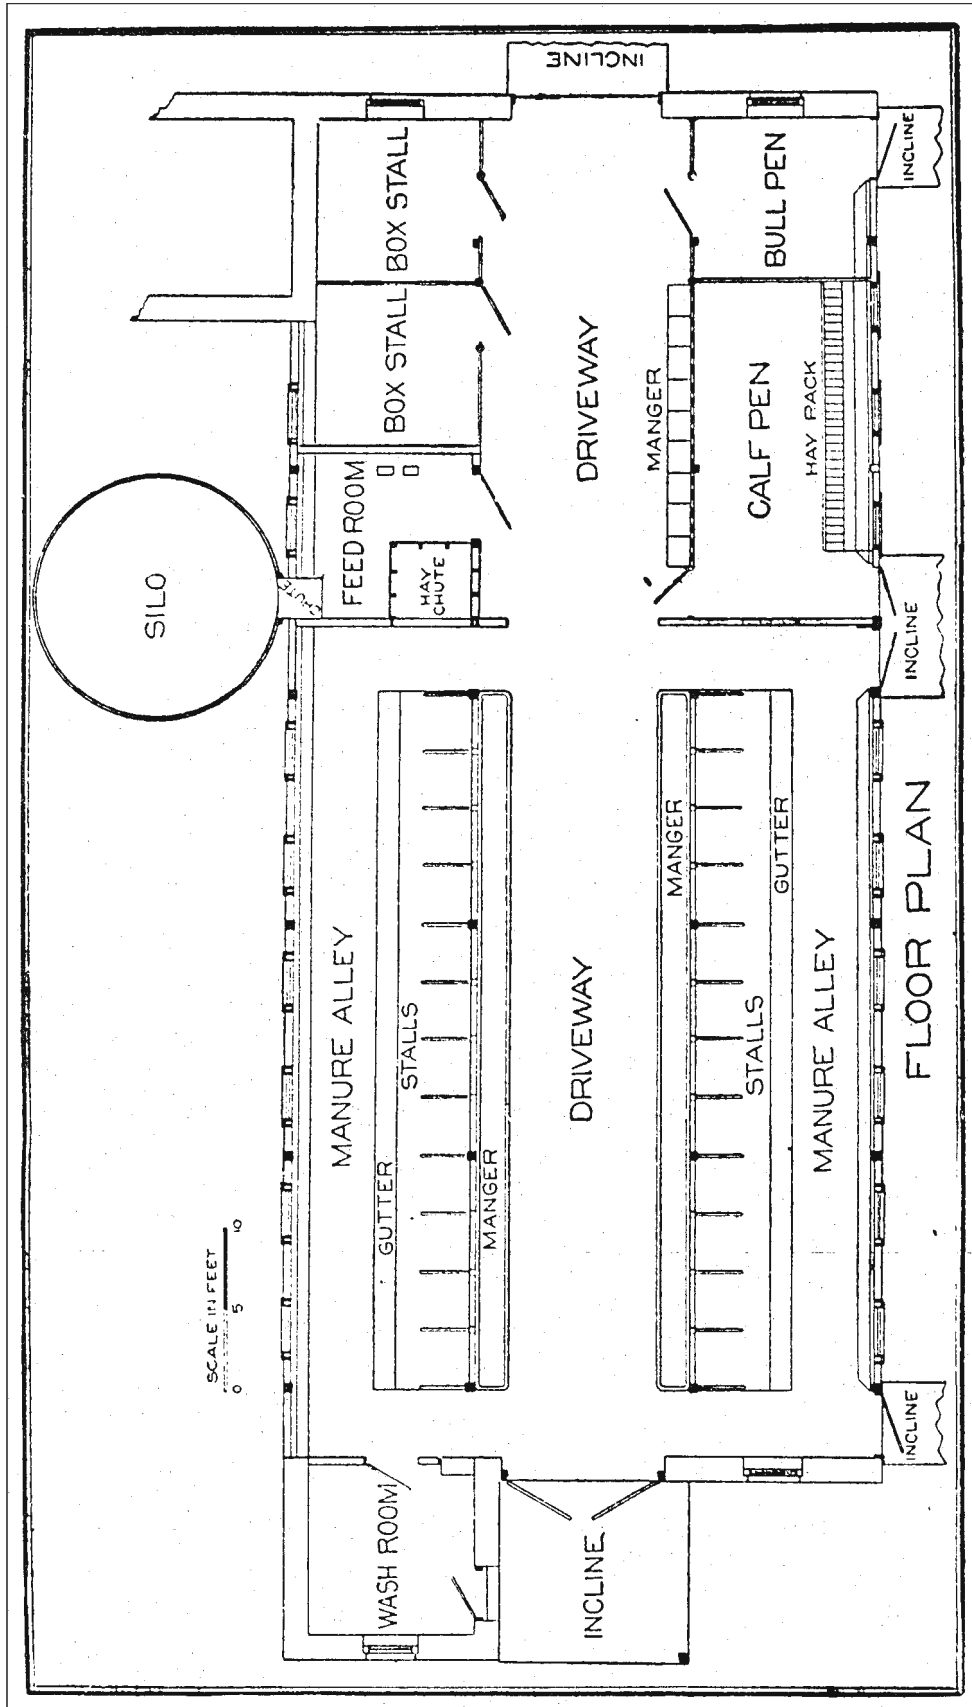 INCLINE
BOX STALL
BULL PEN
INCLINE
BOX STALL
DRIVEWAY
MANGER
CALF PEN
HAY RACK
SILO
CHUTE
FEED ROOM
HAY
CHUTE
INCLINE
MANURE ALLEY
GUTTER
STALLS
MANGER
DRIVEWAY
MANGER
STALLS
GUTTER
MANURE ALLEY
FLOOR PLAN
SCALE IN FEET
0 5 10
WASH ROOM
INCLINE
INCLINE